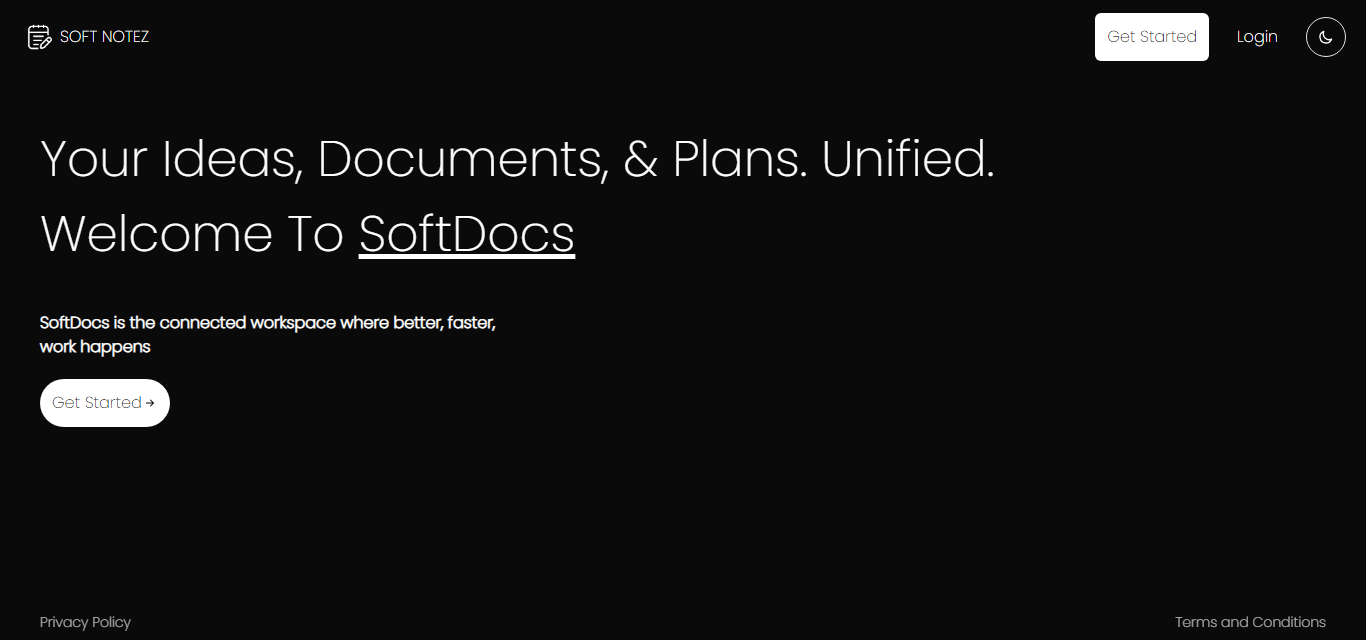 SOFT NOTEZ
Get Started
Login
Your Ideas, Documents, & Plans. Unified.
Welcome To SoftDocs
SoftDocs is the connected workspace where better, faster,
work happens
Get Started →
Privacy Policy
Terms and Conditions